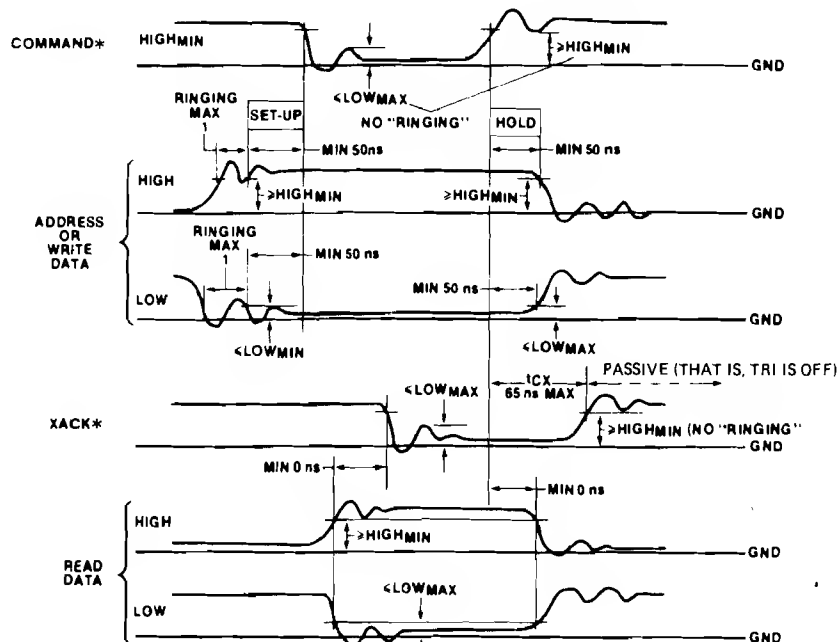 COMMAND*
HIGHMIN
≥HIGHMIN
GND
≤LOWMAX
NO "RINGING"
RINGING
MAX
1
SET-UP
HOLD
MIN 50ns
MIN 50 ns
HIGH
≥HIGHMIN
≥HIGHMIN
GND
ADDRESS
OR
WRITE
DATA
RINGING
MAX
1
MIN 50 ns
MIN 50 ns
LOW
GND
≤LOWMIN
≤LOWMAX
≤LOWMAX
tCX
65 ns MAX
PASSIVE (THAT IS, TRI IS OFF)
XACK*
≥HIGHMIN (NO "RINGING"
GND
MIN 0 ns
MIN 0 ns
HIGH
≥HIGHMIN
GND
READ
DATA
≤LOWMAX
LOW
GND